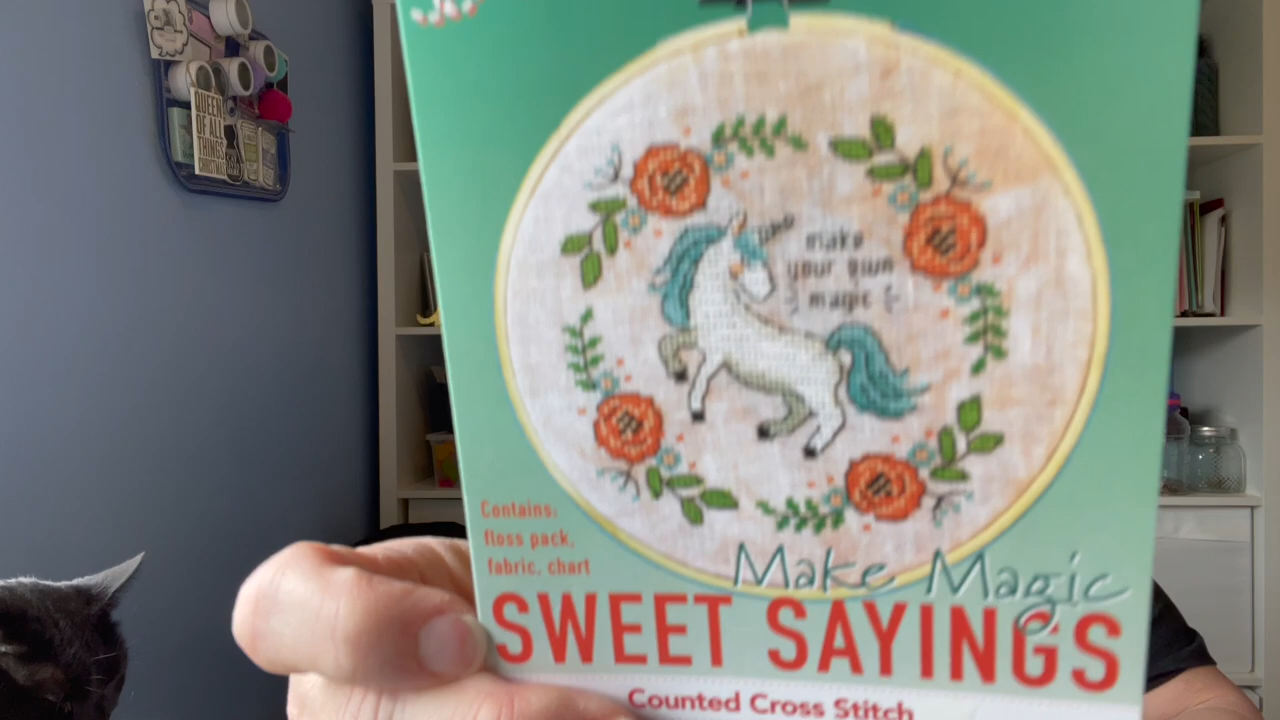 QUEEN
OF ALL
THINGS
CHRISTMAS
make
your own
magic
Contains:
floss pack,
fabric, chart
Make Magic
SWEET SAYINGS
Counted Cross Stitch